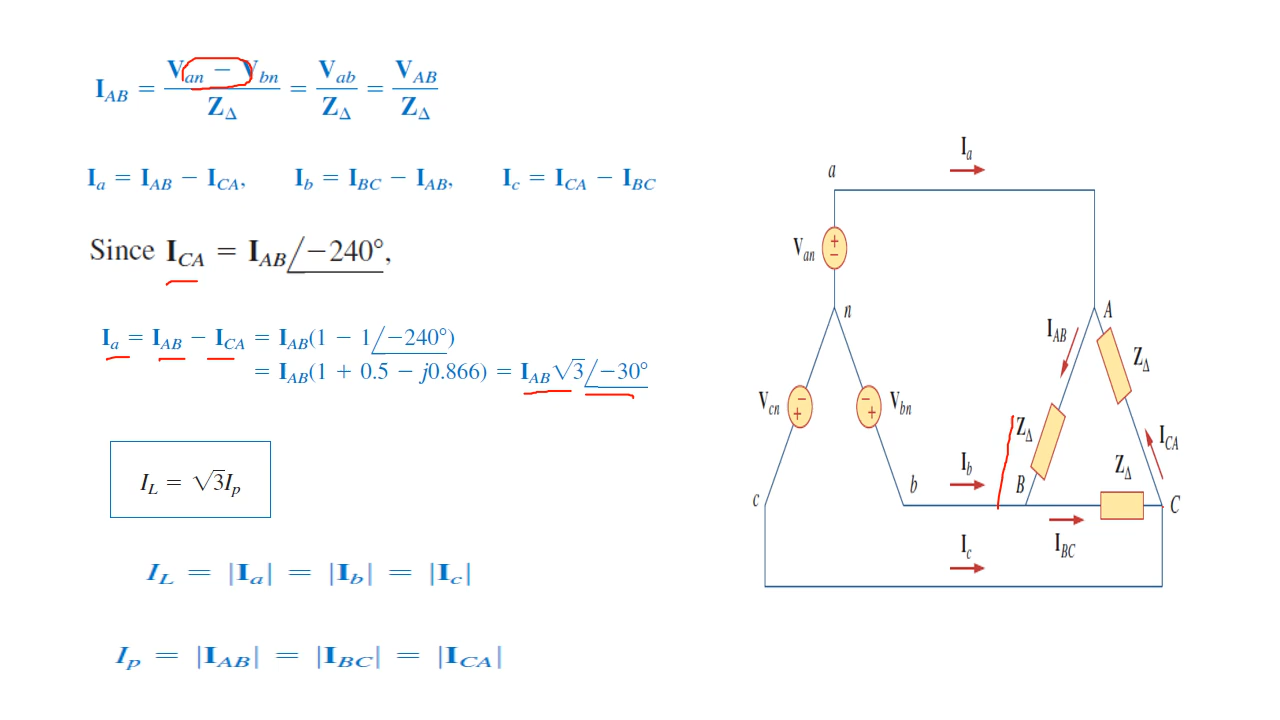 I_AB = (V_an − V_bn)/Z_Δ = V_ab/Z_Δ = V_AB/Z_Δ
I_a = I_AB − I_CA, I_b = I_BC − I_AB, I_c = I_CA − I_BC
Since I_CA = I_AB∠−240°,
I_a = I_AB − I_CA = I_AB(1 − 1∠−240°)
= I_AB(1 + 0.5 − j0.866) = I_AB√3∠−30°
I_L = √3I_p
I_L = |I_a| = |I_b| = |I_c|
I_p = |I_AB| = |I_BC| = |I_CA|
I_a
a
V_an
+
−
n
A
I_AB
Z_Δ
V_cn
−
+
−
+
V_bn
Z_Δ
I_CA
I_b
Z_Δ
c
b
B
C
I_c
I_BC